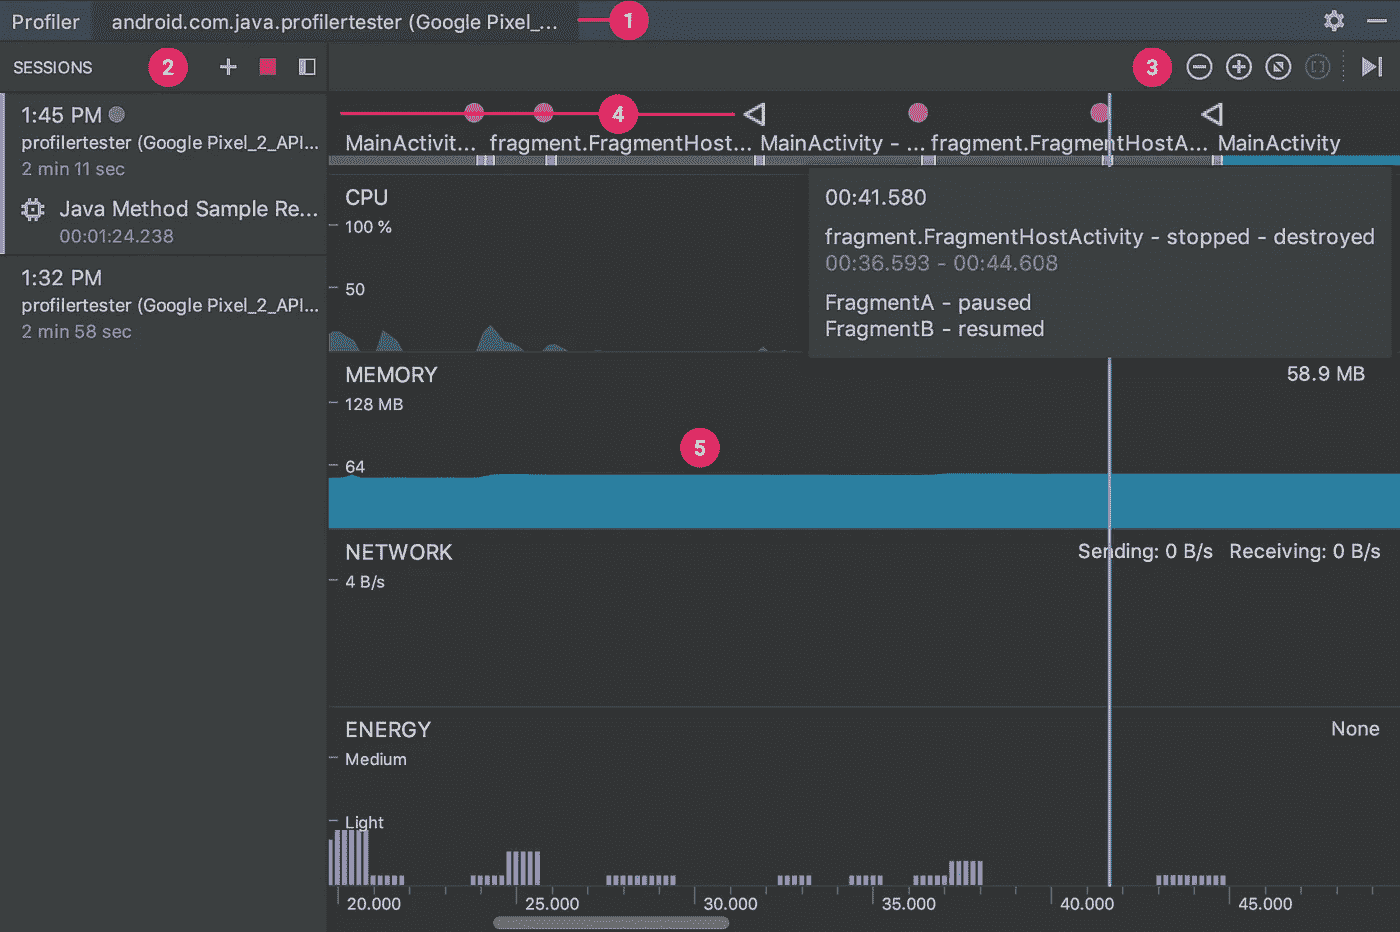 Profiler
android.com.java.profilertester (Google Pixel_...
1
SESSIONS
2
3
1:45 PM
profilertester (Google Pixel_2_API...
2 min 11 sec
Java Method Sample Re...
00:01:24.238
1:32 PM
profilertester (Google Pixel_2_API...
2 min 58 sec
4
MainActivit...
fragment.FragmentHost...
MainActivity - ...
fragment.FragmentHostA...
MainActivity
CPU
100 %
50
00:41.580
fragment.FragmentHostActivity - stopped - destroyed
00:36.593 - 00:44.608
FragmentA - paused
FragmentB - resumed
MEMORY
58.9 MB
128 MB
5
64
NETWORK
Sending: 0 B/s
Receiving: 0 B/s
4 B/s
ENERGY
None
Medium
Light
20.000
25.000
30.000
35.000
40.000
45.000